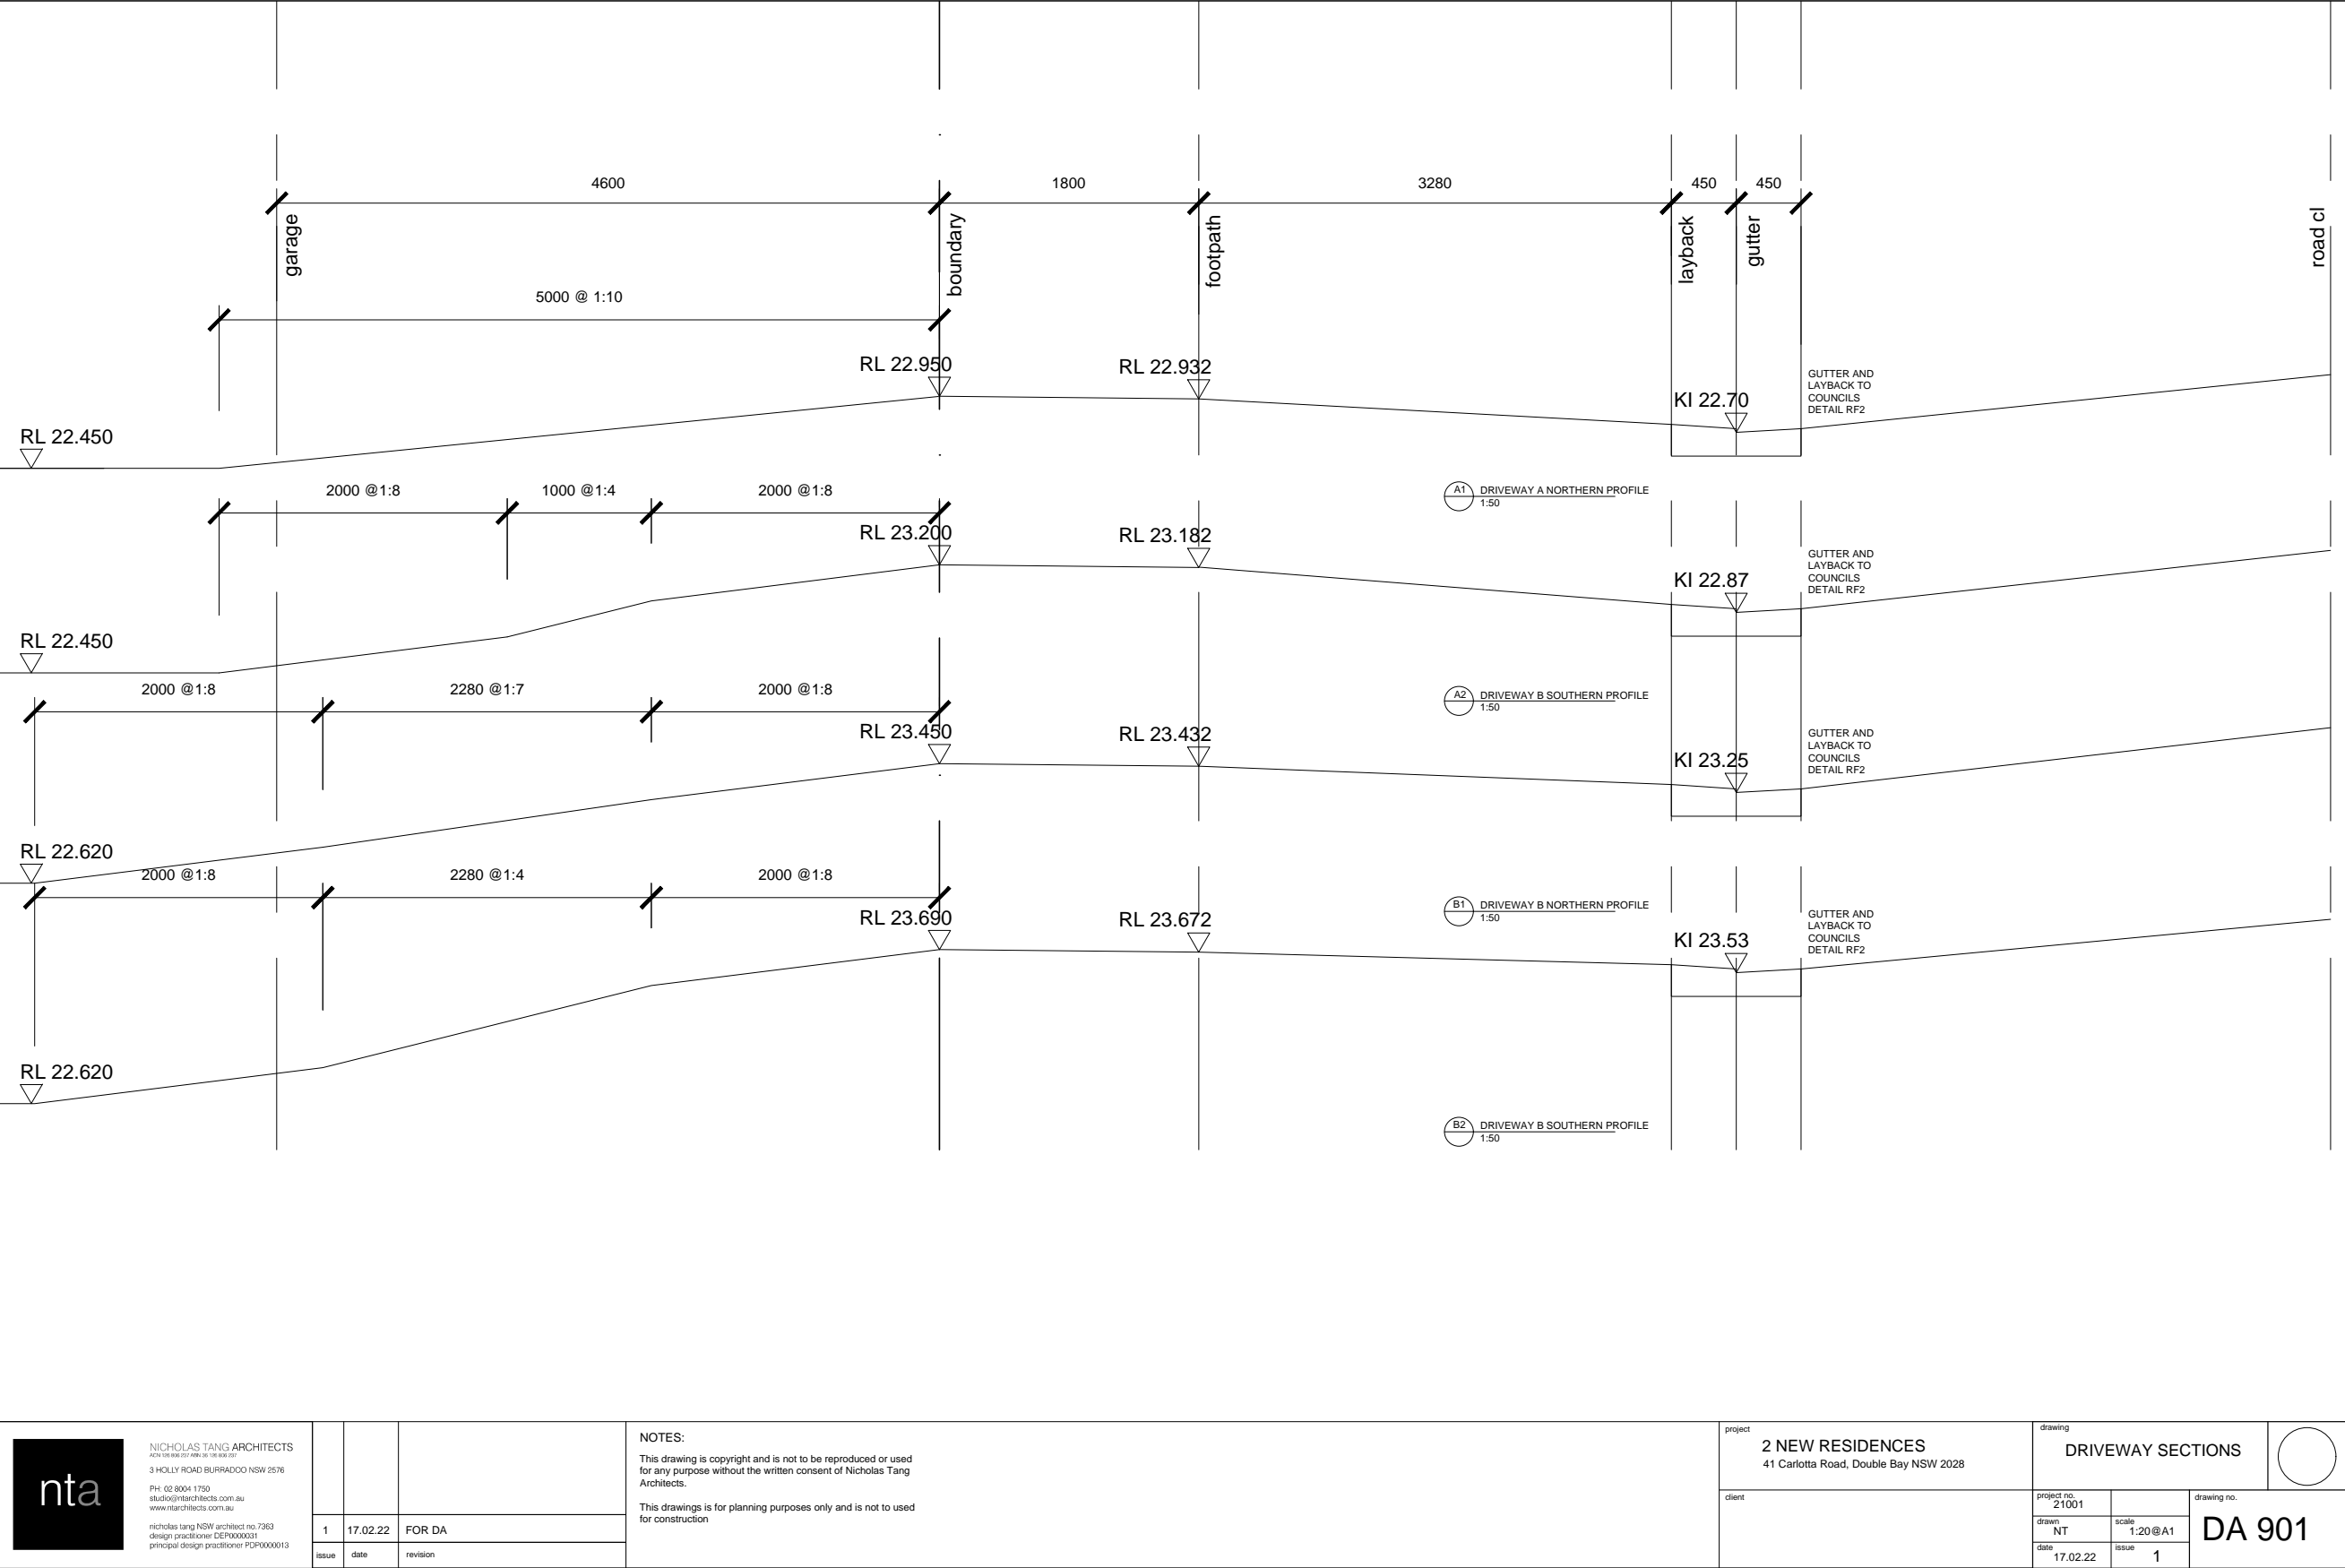 4600
1800
3280
450
450
garage
boundary
footpath
layback
gutter
road cl
5000 @ 1:10
RL 22.950
RL 22.932
KI 22.70
GUTTER AND
LAYBACK TO
COUNCILS
DETAIL RF2
RL 22.450
A1
DRIVEWAY A NORTHERN PROFILE
1:50
2000 @1:8
1000 @1:4
2000 @1:8
RL 23.200
RL 23.182
KI 22.87
GUTTER AND
LAYBACK TO
COUNCILS
DETAIL RF2
RL 22.450
A2
DRIVEWAY B SOUTHERN PROFILE
1:50
2000 @1:8
2280 @1:7
2000 @1:8
RL 23.450
RL 23.432
KI 23.25
GUTTER AND
LAYBACK TO
COUNCILS
DETAIL RF2
RL 22.620
B1
DRIVEWAY B NORTHERN PROFILE
1:50
2000 @1:8
2280 @1:4
2000 @1:8
RL 23.690
RL 23.672
KI 23.53
GUTTER AND
LAYBACK TO
COUNCILS
DETAIL RF2
RL 22.620
B2
DRIVEWAY B SOUTHERN PROFILE
1:50
nta
NICHOLAS TANG ARCHITECTS
3 HOLLY ROAD BURRADOO NSW 2576
PH: 02 8004 1750
studio@ntarchitects.com.au
www.ntarchitects.com.au
nicholas tang NSW architect no.7363
design practitioner DEP0000031
principal design practitioner PDP0000013
1 17.02.22 FOR DA
issue date revision
NOTES:
This drawing is copyright and is not to be reproduced or used
for any purpose without the written consent of Nicholas Tang
Architects.
This drawings is for planning purposes only and is not to used
for construction
project
2 NEW RESIDENCES
41 Carlotta Road, Double Bay NSW 2028
client
drawing
DRIVEWAY SECTIONS
project no.
21001
drawn
NT
scale
1:20@A1
date
17.02.22
issue
1
drawing no.
DA 901